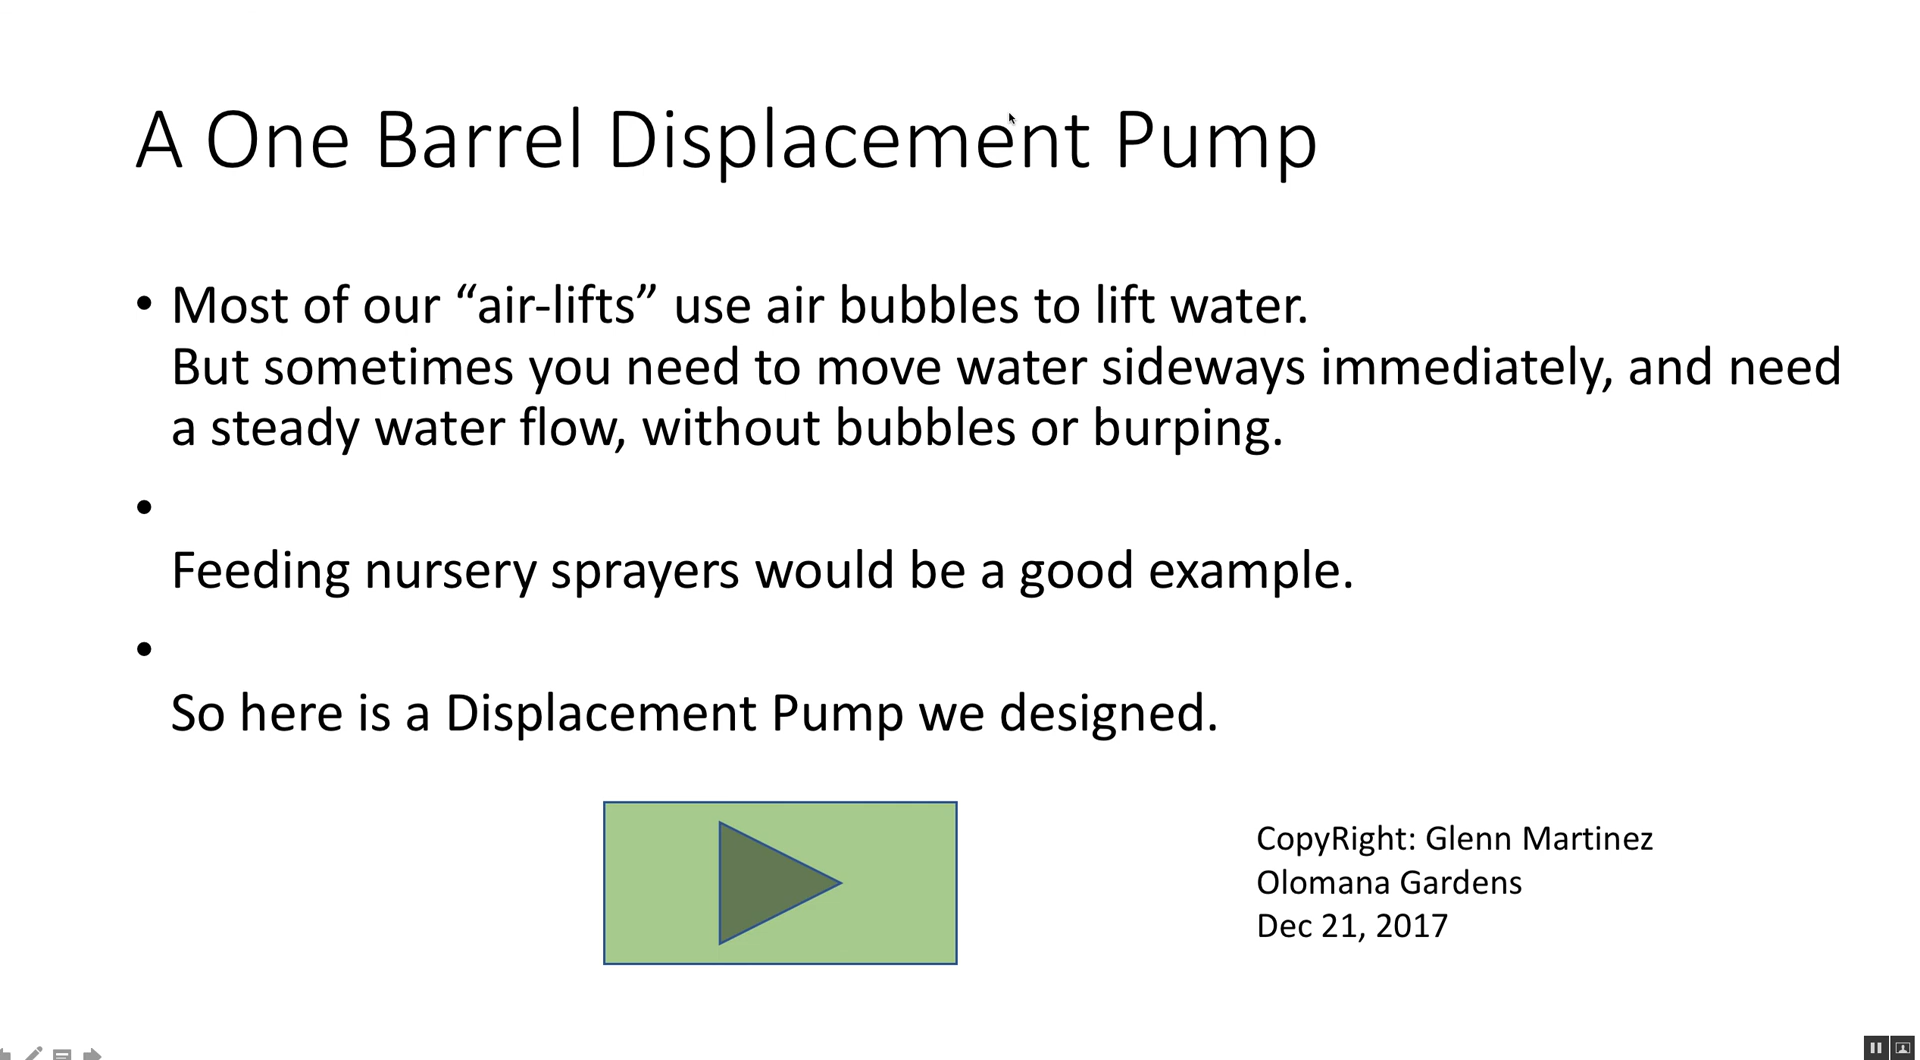 A One Barrel Displacement Pump
• Most of our “air-lifts” use air bubbles to lift water.
But sometimes you need to move water sideways immediately, and need
a steady water flow, without bubbles or burping.
•
Feeding nursery sprayers would be a good example.
•
So here is a Displacement Pump we designed.
CopyRight: Glenn Martinez
Olomana Gardens
Dec 21, 2017